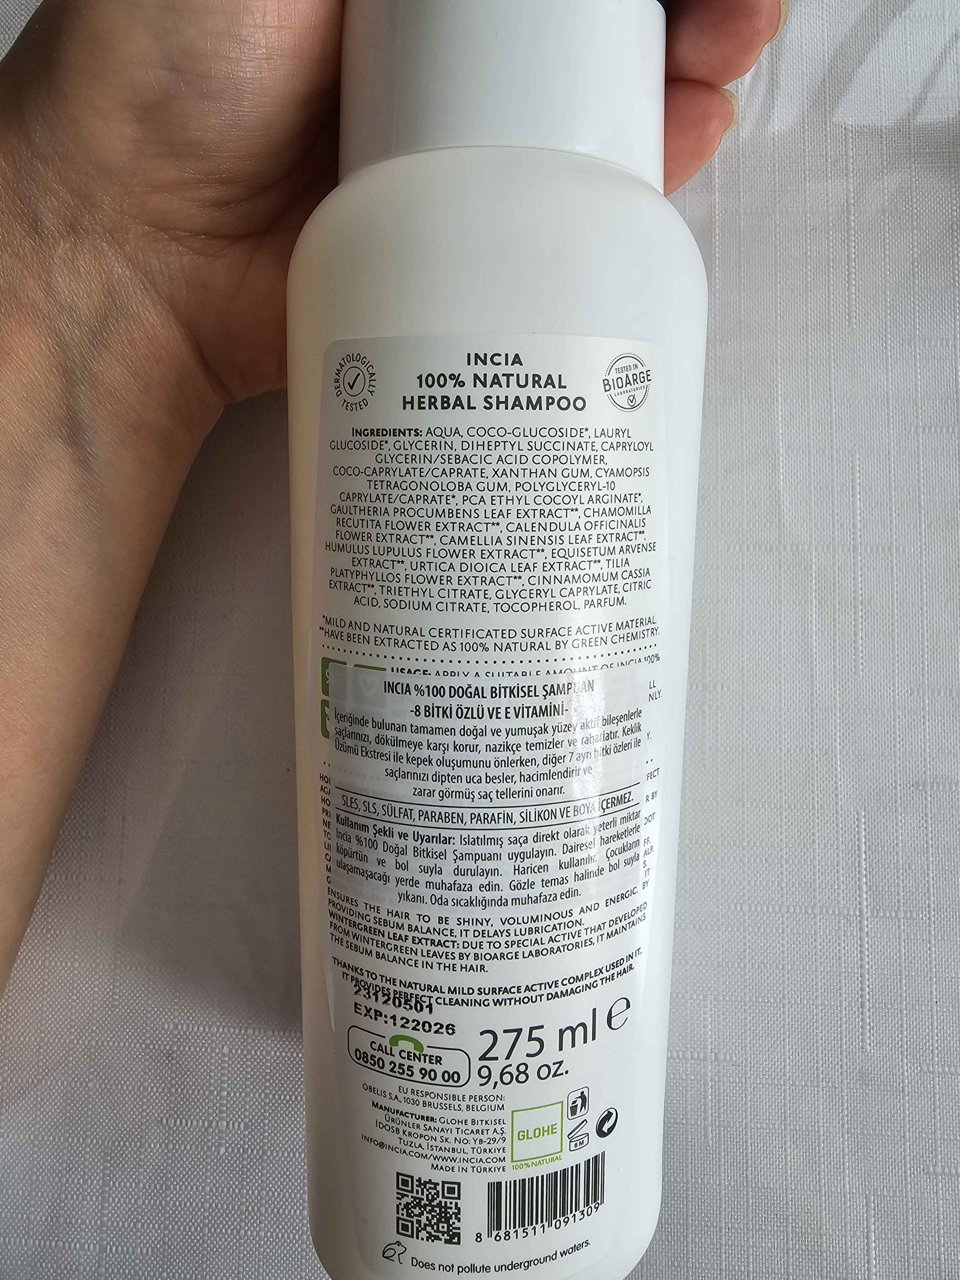 DERMATOLOGICALLY TESTED
INCIA
100% NATURAL
HERBAL SHAMPOO
TESTED IN
BIOARGE
LABORATORIES
INGREDIENTS: AQUA, COCO-GLUCOSIDE*, LAURYL
GLUCOSIDE*, GLYCERIN, DIHEPTYL SUCCINATE, CAPRYLOYL
GLYCERIN/SEBACIC ACID COPOLYMER,
COCO-CAPRYLATE/CAPRATE, XANTHAN GUM, CYAMOPSIS
TETRAGONOLOBA GUM, POLYGLYCERYL-10
CAPRYLATE/CAPRATE*, PCA ETHYL COCOYL ARGINATE*,
GAULTHERIA PROCUMBENS LEAF EXTRACT**, CHAMOMILLA
RECUTITA FLOWER EXTRACT**, CALENDULA OFFICINALIS
FLOWER EXTRACT**, CAMELLIA SINENSIS LEAF EXTRACT**,
HUMULUS LUPULUS FLOWER EXTRACT**, EQUISETUM ARVENSE
EXTRACT**, URTICA DIOICA LEAF EXTRACT**, TILIA
PLATYPHYLLOS FLOWER EXTRACT**, CINNAMOMUM CASSIA
EXTRACT**, TRIETHYL CITRATE, GLYCERYL CAPRYLATE, CITRIC
ACID, SODIUM CITRATE, TOCOPHEROL, PARFUM.
*MILD AND NATURAL CERTIFICATED SURFACE ACTIVE MATERIAL.
**HAVE BEEN EXTRACTED AS 100% NATURAL BY GREEN CHEMISTRY.
USAGE: APPLY A SUITABLE AMOUNT OF INCIA 100%
INCIA %100 DOĞAL BİTKİSEL ŞAMPUAN
-8 BİTKİ ÖZLÜ VE E VİTAMİNİ-
İçeriğinde bulunan tamamen doğal ve yumuşak yüzey aktif bileşenlerle
saçlarınızı, dökülmeye karşı korur, nazikçe temizler ve rahatlatır. Keklik
Üzümü Ekstresi ile kepek oluşumunu önlerken, diğer 7 ayrı bitki özleri ile
saçlarınızı dipten uca besler, hacimlendirir ve
zarar görmüş saç tellerini onarır.
SLES, SLS, SÜLFAT, PARABEN, PARAFİN, SİLİKON VE BOYA İÇERMEZ.
Kullanım Şekli ve Uyarılar: Islatılmış saça direkt olarak yeterli miktar
İncia %100 Doğal Bitkisel Şampuanı uygulayın. Dairesel hareketlerle
köpürtün ve bol suyla durulayın. Haricen kullanılır. Çocukların
ulaşamayacağı yerde muhafaza edin. Gözle temas halinde bol suyla
yıkanı. Oda sıcaklığında muhafaza edin.
ENSURES THE HAIR TO BE SHINY, VOLUMINOUS AND ENERGIC. BY
PROVIDING SEBUM BALANCE, IT DELAYS LUBRICATION.
WINTERGREEN LEAF EXTRACT: DUE TO SPECIAL ACTIVE THAT DEVELOPED
FROM WINTERGREEN LEAVES BY BIOARGE LABORATORIES, IT MAINTAINS
THE SEBUM BALANCE IN THE HAIR.
THANKS TO THE NATURAL MILD SURFACE ACTIVE COMPLEX USED IN IT,
IT PROVIDES PERFECT CLEANING WITHOUT DAMAGING THE HAIR.
23120501
EXP:122026
CALL CENTER
0850 255 90 00
275 ml e
9,68 oz.
EU RESPONSIBLE PERSON:
OBELIS S.A, 1030 BRUSSELS, BELGIUM
MANUFACTURER: GLOHE BITKISEL
ÜRÜNLER SANAYI TICARET A.Ş.
İDOSB KROPON SK. NO: YB-29/9
TUZLA, İSTANBUL, TÜRKIYE
INFO@INCIA.COM/WWW.INCIA.COM
MADE IN TÜRKIYE
GLOHE
100% NATURAL
6M
8 681511 091309
Does not pollute underground waters.